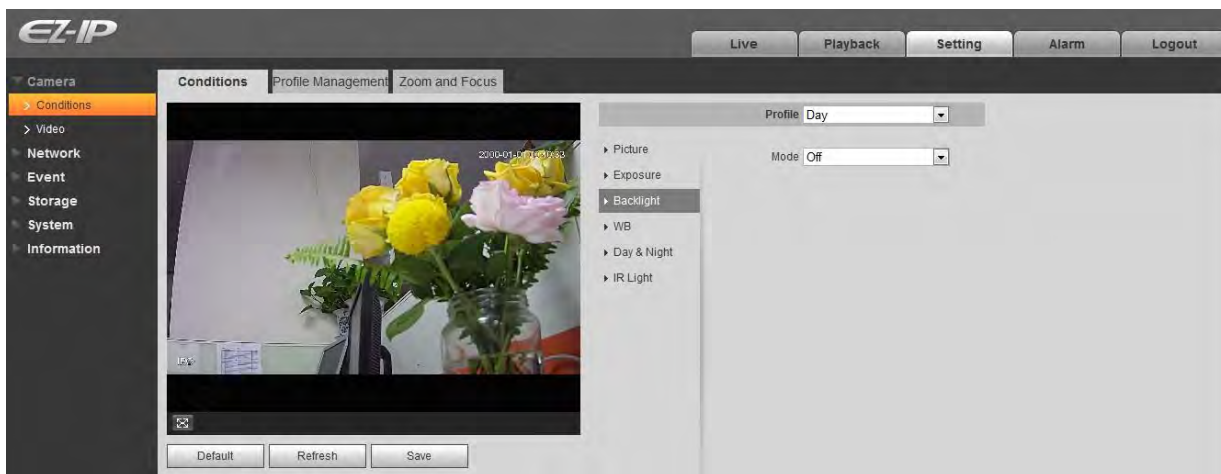 EZ-IP
Live
Playback
Setting
Alarm
Logout
Camera
Conditions
Video
Network
Event
Storage
System
Information
Conditions
Profile Management
Zoom and Focus
IPC
Profile Day
Picture
Exposure
Backlight
WB
Day & Night
IR Light
Mode Off
Default
Refresh
Save